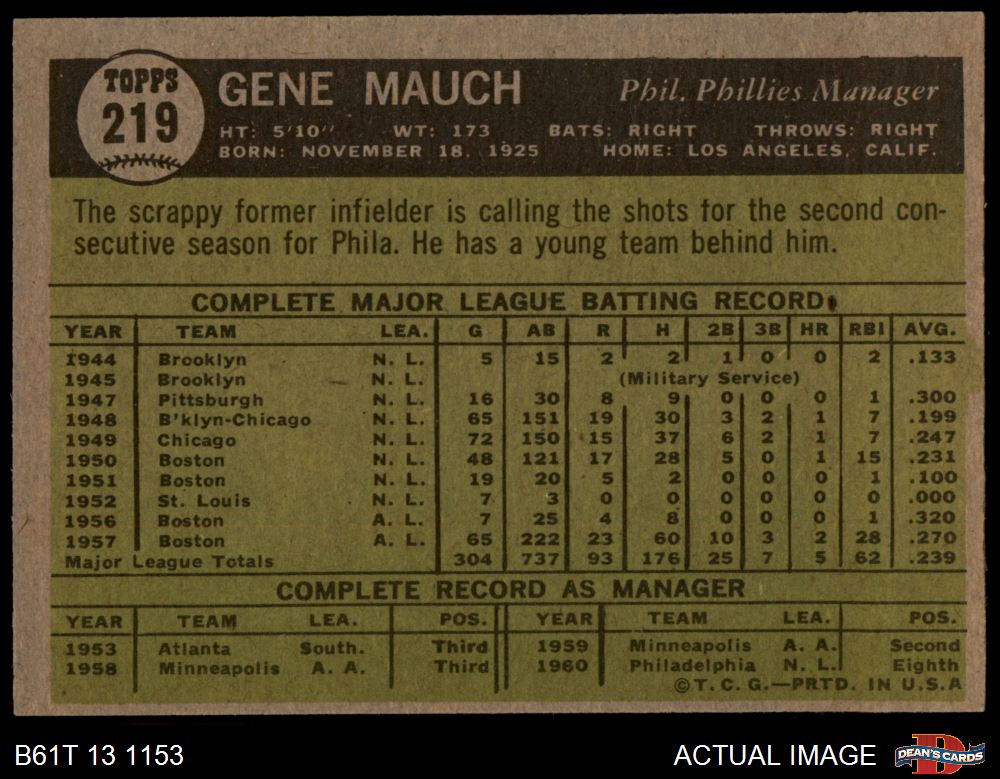 TOPPS
219
GENE MAUCH Phil. Phillies Manager
HT: 5'10" WT: 173 BATS: RIGHT THROWS: RIGHT
BORN: NOVEMBER 18, 1925 HOME: LOS ANGELES, CALIF.
The scrappy former infielder is calling the shots for the second con-
secutive season for Phila. He has a young team behind him.
COMPLETE MAJOR LEAGUE BATTING RECORD
YEAR TEAM LEA. G AB R H 2B 3B HR RBI AVG.
1944 Brooklyn N. L. 5 15 2 2 1 0 0 2 .133
1945 Brooklyn N. L. (Military Service)
1947 Pittsburgh N. L. 16 30 8 9 0 0 0 1 .300
1948 B'klyn-Chicago N. L. 65 151 19 30 3 2 1 7 .199
1949 Chicago N. L. 72 150 15 37 6 2 1 7 .247
1950 Boston N. L. 48 121 17 28 5 0 1 15 .231
1951 Boston N. L. 19 20 5 2 0 0 0 1 .100
1952 St. Louis N. L. 7 3 0 0 0 0 0 0 .000
1956 Boston A. L. 7 25 4 8 0 0 0 1 .320
1957 Boston A. L. 65 222 23 60 10 3 2 28 .270
Major League Totals 304 737 93 176 25 7 5 62 .239
COMPLETE RECORD AS MANAGER
YEAR TEAM LEA. POS. YEAR TEAM LEA. POS.
1953 Atlanta South. Third 1959 Minneapolis A. A. Second
1958 Minneapolis A. A. Third 1960 Philadelphia N. L. Eighth
©T. C. G.—PRTD. IN U.S.A
B61T 13 1153 ACTUAL IMAGE DEAN'S CARDS